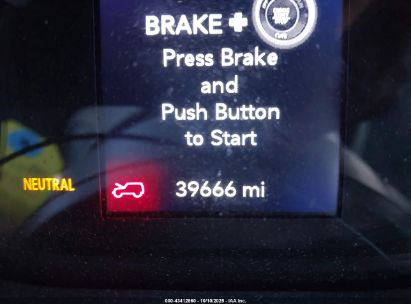 BRAKE +
Press Brake
and
Push Button
to Start
NEUTRAL
39666 mi